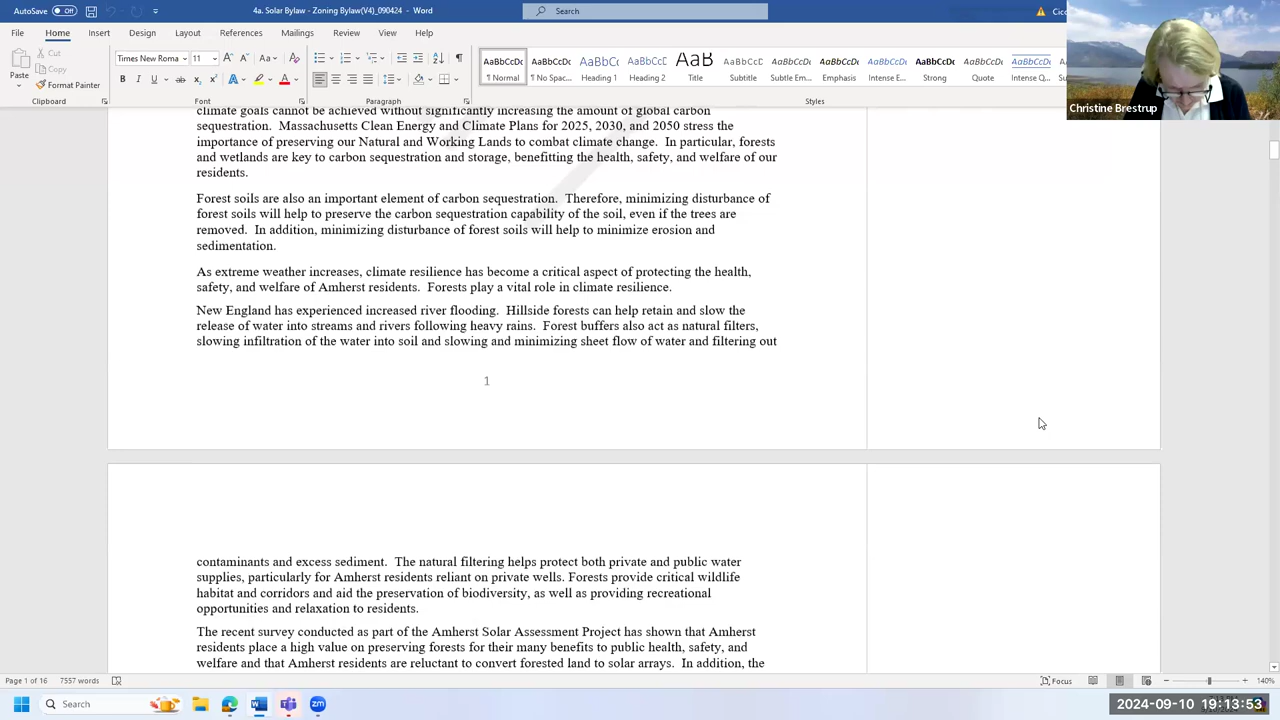 AutoSave Off
4a. Solar Bylaw - Zoning Bylaw(V4)_090424 - Word
Search
Cico
File Home Insert Design Layout References Mailings Review View Help
Paste
Cut
Copy
Format Painter
Clipboard
Times New Roma 11
Font
Paragraph
AaBbCcDc Normal
AaBbCcDc No Spac...
AaBbC Heading 1
AaBbCcD Heading 2
AaB Title
AaBbCcD Subtitle
AaBbCcDt Subtle Em...
AaBbCcDt Emphasis
AaBbCcDt Intense E...
AaBbCcDc Strong
AaBbCcDt Quote
AaBbCcDt Intense Q...
Styles
Christine Brestrup
climate goals cannot be achieved without significantly increasing the amount of global carbon
sequestration. Massachusetts Clean Energy and Climate Plans for 2025, 2030, and 2050 stress the
importance of preserving our Natural and Working Lands to combat climate change. In particular, forests
and wetlands are key to carbon sequestration and storage, benefitting the health, safety, and welfare of our
residents.
Forest soils are also an important element of carbon sequestration. Therefore, minimizing disturbance of
forest soils will help to preserve the carbon sequestration capability of the soil, even if the trees are
removed. In addition, minimizing disturbance of forest soils will help to minimize erosion and
sedimentation.
As extreme weather increases, climate resilience has become a critical aspect of protecting the health,
safety, and welfare of Amherst residents. Forests play a vital role in climate resilience.
New England has experienced increased river flooding. Hillside forests can help retain and slow the
release of water into streams and rivers following heavy rains. Forest buffers also act as natural filters,
slowing infiltration of the water into soil and slowing and minimizing sheet flow of water and filtering out
1
contaminants and excess sediment. The natural filtering helps protect both private and public water
supplies, particularly for Amherst residents reliant on private wells. Forests provide critical wildlife
habitat and corridors and aid the preservation of biodiversity, as well as providing recreational
opportunities and relaxation to residents.
The recent survey conducted as part of the Amherst Solar Assessment Project has shown that Amherst
residents place a high value on preserving forests for their many benefits to public health, safety, and
welfare and that Amherst residents are reluctant to convert forested land to solar arrays. In addition, the
Page 1 of 16 7557 words
Focus
140%
Search
2024-09-10 19:13:53